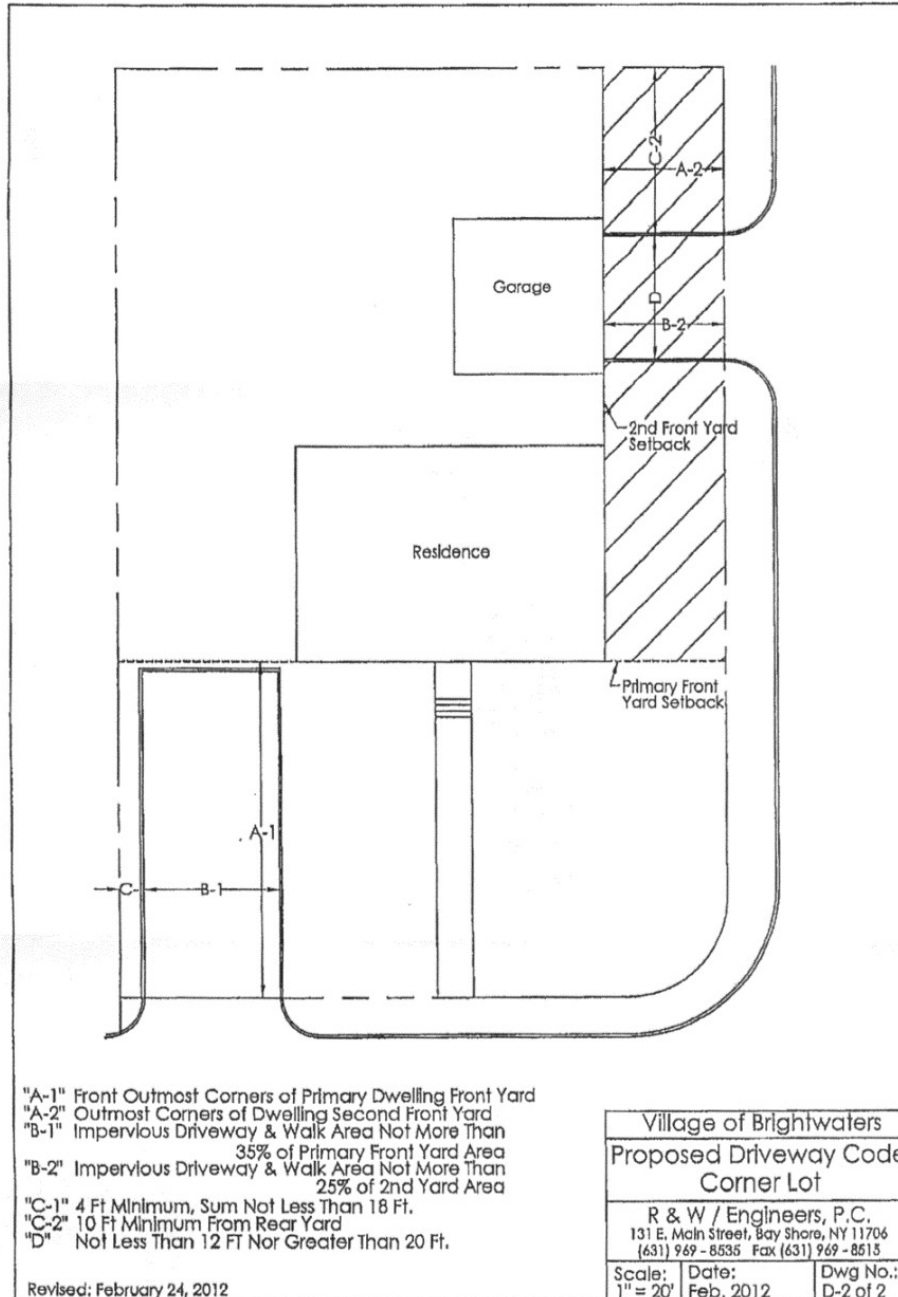 C-2
A-2
Garage
D
B-2
2nd Front Yard
Setback
Residence
Primary Front
Yard Setback
A-1
C-
B-1
"A-1" Front Outmost Corners of Primary Dwelling Front Yard
"A-2" Outmost Corners of Dwelling Second Front Yard
"B-1" Impervious Driveway & Walk Area Not More Than
35% of Primary Front Yard Area
"B-2" Impervious Driveway & Walk Area Not More Than
25% of 2nd Yard Area
"C-1" 4 Ft Minimum, Sum Not Less Than 18 Ft.
"C-2" 10 Ft Minimum From Rear Yard
"D" Not Less Than 12 FT Nor Greater Than 20 Ft.
Revised: February 24, 2012
Village of Brightwaters
Proposed Driveway Code
Corner Lot
R & W / Engineers, P.C.
131 E. Main Street, Bay Shore, NY 11706
(631) 969 - 8535 Fax (631) 969 - 8515
Scale: Date: Dwg No.:
1" = 20' Feb. 2012 D-2 of 2